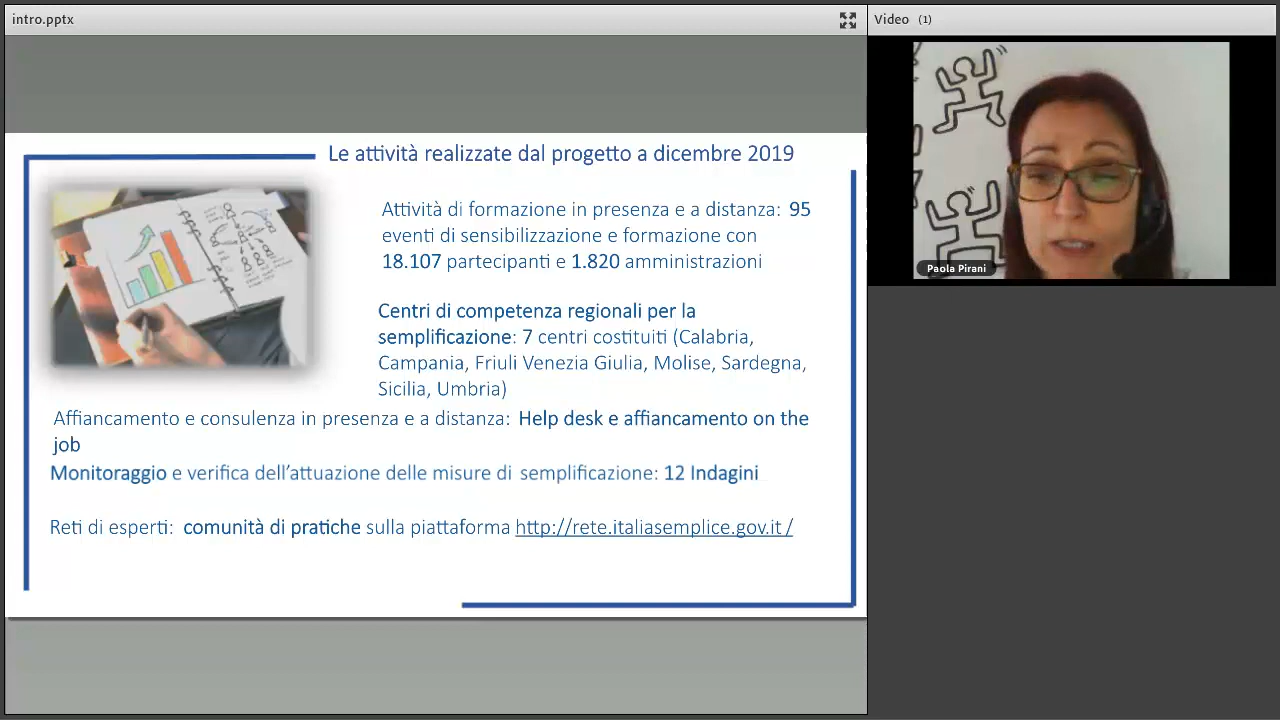 intro.pptx
Video (1)
Le attività realizzate dal progetto a dicembre 2019
Attività di formazione in presenza e a distanza: 95
eventi di sensibilizzazione e formazione con
18.107 partecipanti e 1.820 amministrazioni
Centri di competenza regionali per la
semplificazione: 7 centri costituiti (Calabria,
Campania, Friuli Venezia Giulia, Molise, Sardegna,
Sicilia, Umbria)
Affiancamento e consulenza in presenza e a distanza: Help desk e affiancamento on the
job
Monitoraggio e verifica dell'attuazione delle misure di semplificazione: 12 Indagini
Reti di esperti: comunità di pratiche sulla piattaforma http://rete.italiasemplice.gov.it /
Paola Pirani